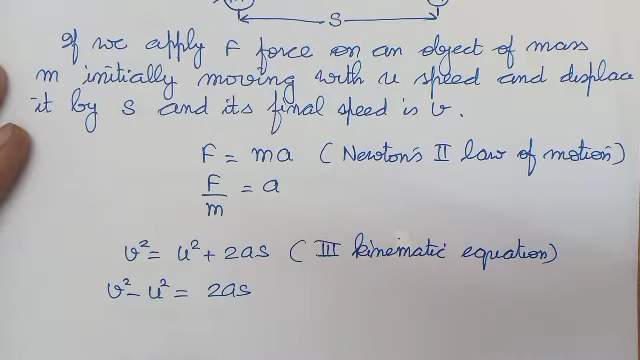 m
S
If we apply F force on an object of mass
m initially moving with u speed and displace
it by S and its final speed is v.
F = ma ( Newton's II law of motion)
F/m = a
v² = u² + 2as ( III kinematic equation)
v² - u² = 2as